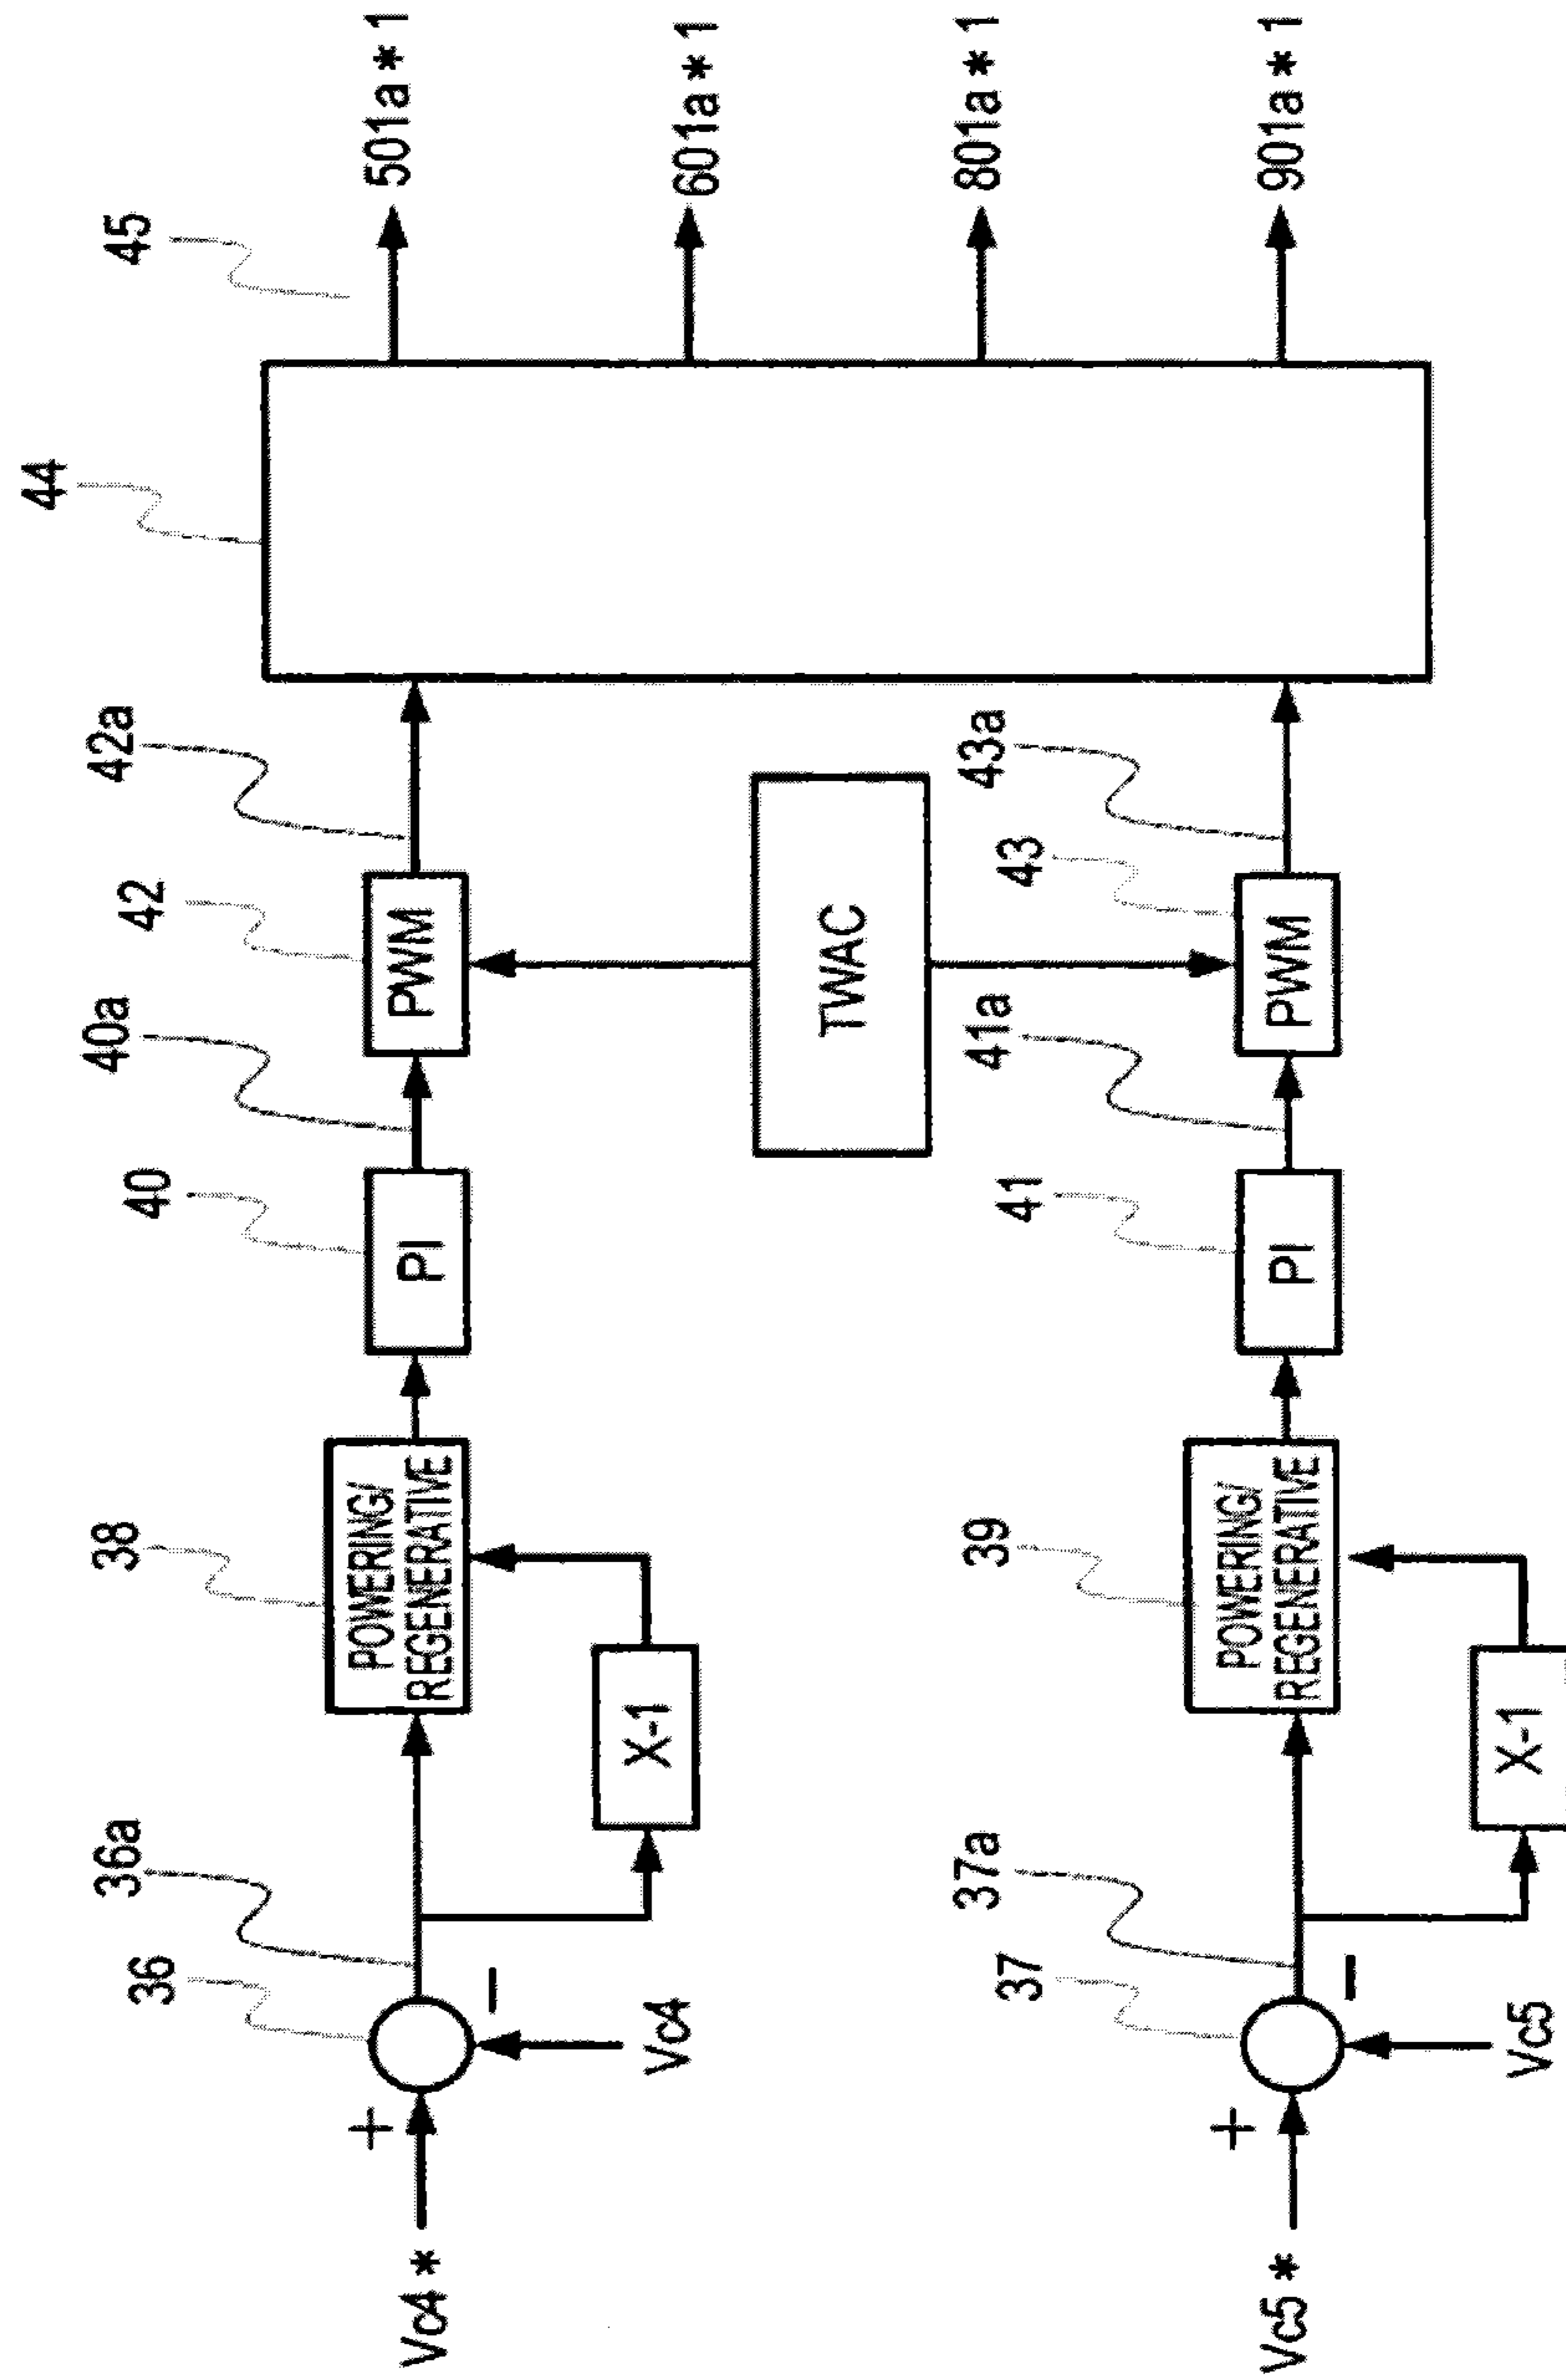 Vc4 *
+
36
−
Vc4
36a
X-1
38
POWERING/
REGENERATIVE
40
PI
40a
42
PWM
42a
TWAC
44
45
501a * 1
601a * 1
801a * 1
901a * 1
Vc5 *
+
37
−
Vc5
37a
X-1
39
POWERING/
REGENERATIVE
41
PI
41a
43
PWM
43a